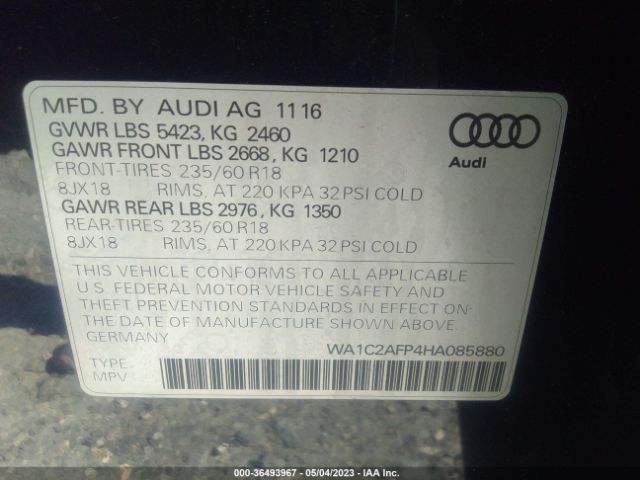 MFD. BY AUDI AG 11 16
GVWR LBS 5423, KG 2460
GAWR FRONT LBS 2668, KG 1210
FRONT-TIRES 235/60 R18
8JX18 RIMS, AT 220 KPA 32 PSI COLD
GAWR REAR LBS 2976, KG 1350
REAR-TIRES 235/60 R18
8JX18 RIMS, AT 220 KPA 32 PSI COLD
Audi
THIS VEHICLE CONFORMS TO ALL APPLICABLE
U.S. FEDERAL MOTOR VEHICLE SAFETY AND
THEFT PREVENTION STANDARDS IN EFFECT ON
THE DATE OF MANUFACTURE SHOWN ABOVE.
GERMANY
WA1C2AFP4HA085880
TYPE:
MPV
000-36493967 - 05/04/2023 - IAA Inc.